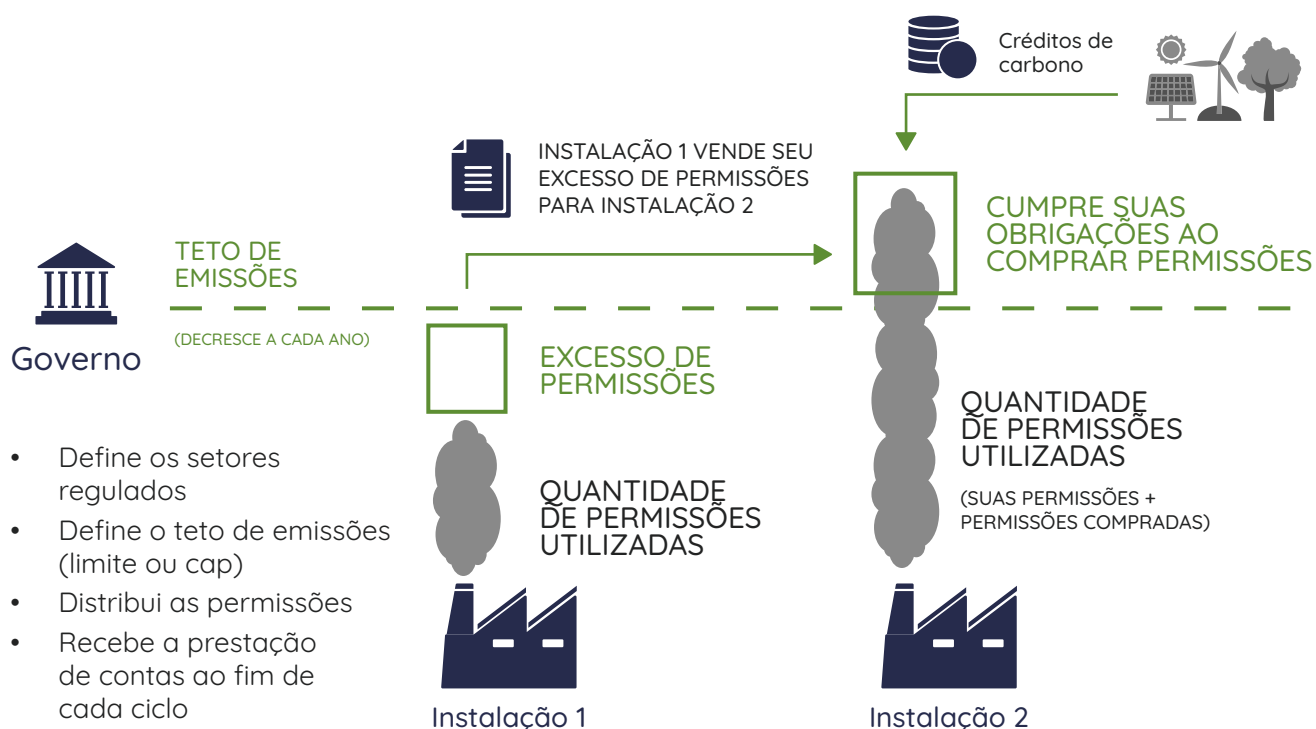 Créditos de
carbono
INSTALAÇÃO 1 VENDE SEU
EXCESSO DE PERMISSÕES
PARA INSTALAÇÃO 2
CUMPRE SUAS
OBRIGAÇÕES AO
COMPRAR PERMISSÕES
TETO DE
EMISSÕES
(DECRESCE A CADA ANO)
Governo
EXCESSO DE
PERMISSÕES
QUANTIDADE
DE PERMISSÕES
UTILIZADAS
(SUAS PERMISSÕES +
PERMISSÕES COMPRADAS)
• Define os setores
regulados
• Define o teto de emissões
(limite ou cap)
• Distribui as permissões
• Recebe a prestação
de contas ao fim de
cada ciclo
QUANTIDADE
DE PERMISSÕES
UTILIZADAS
Instalação 1
Instalação 2